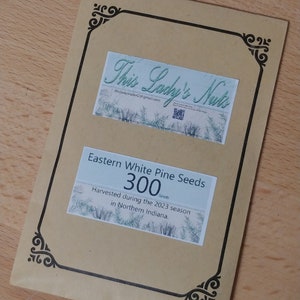 This Lady's Nuts
Eastern White Pine Seeds
300
Harvested during the 2023 season
in Northern Indiana.